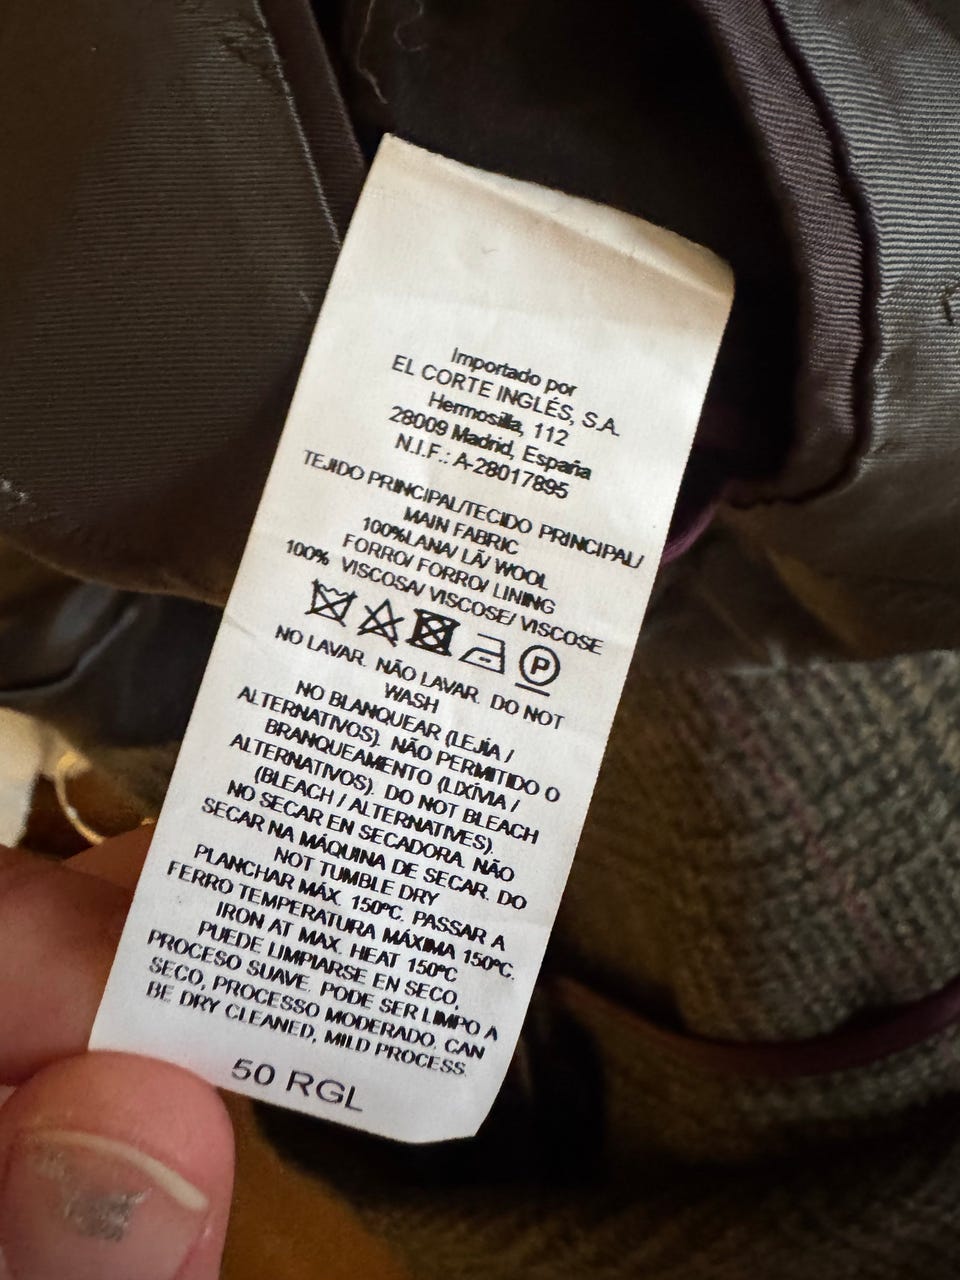 Importado por
EL CORTE INGLÉS, S.A.
Hermosilla, 112
28009 Madrid, España
N.I.F.: A-28017895
TEJIDO PRINCIPAL/TECIDO PRINCIPAL/
MAIN FABRIC
100%LANA/ LÃ/ WOOL
FORRO/ FORRO/ LINING
100% VISCOSA/ VISCOSE/ VISCOSE
P
NO LAVAR. NÃO LAVAR. DO NOT
WASH
NO BLANQUEAR (LEJÍA /
ALTERNATIVOS). NÃO PERMITIDO O
BRANQUEAMENTO (LIXÍVIA /
ALTERNATIVOS). DO NOT BLEACH
(BLEACH / ALTERNATIVES).
NO SECAR EN SECADORA. NÃO
SECAR NA MÁQUINA DE SECAR. DO
NOT TUMBLE DRY
PLANCHAR MÁX. 150ºC. PASSAR A
FERRO TEMPERATURA MÁXIMA 150ºC.
IRON AT MAX. HEAT 150ºC
PUEDE LIMPIARSE EN SECO,
PROCESO SUAVE. PODE SER LIMPO A
SECO, PROCESSO MODERADO. CAN
BE DRY CLEANED, MILD PROCESS.
50 RGL